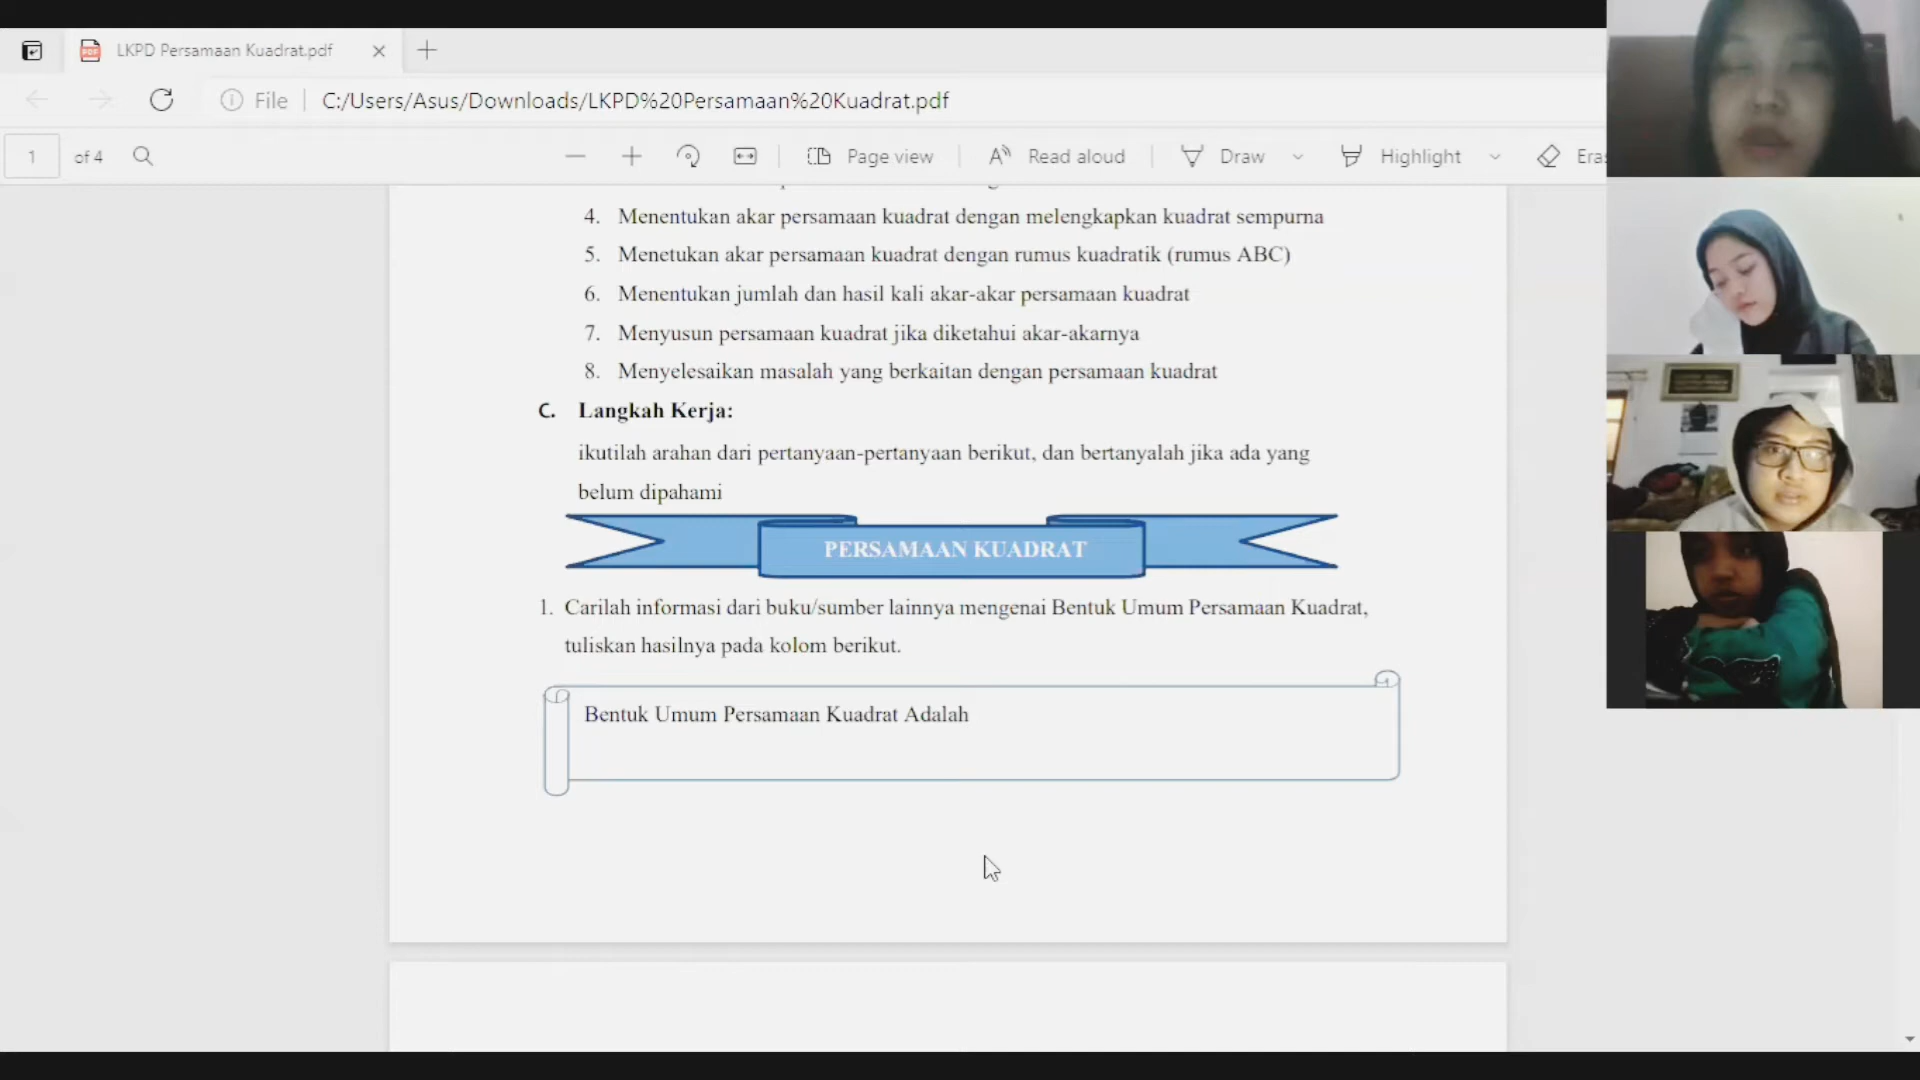 LKPD Persamaan Kuadrat.pdf
File
C:/Users/Asus/Downloads/LKPD%20Persamaan%20Kuadrat.pdf
1 of 4
Page view
Read aloud
Draw
Highlight
4. Menentukan akar persamaan kuadrat dengan melengkapkan kuadrat sempurna
5. Menetukan akar persamaan kuadrat dengan rumus kuadratik (rumus ABC)
6. Menentukan jumlah dan hasil kali akar-akar persamaan kuadrat
7. Menyusun persamaan kuadrat jika diketahui akar-akarnya
8. Menyelesaikan masalah yang berkaitan dengan persamaan kuadrat
C. Langkah Kerja:
ikutilah arahan dari pertanyaan-pertanyaan berikut, dan bertanyalah jika ada yang
belum dipahami
PERSAMAAN KUADRAT
1. Carilah informasi dari buku/sumber lainnya mengenai Bentuk Umum Persamaan Kuadrat,
tuliskan hasilnya pada kolom berikut.
Bentuk Umum Persamaan Kuadrat Adalah